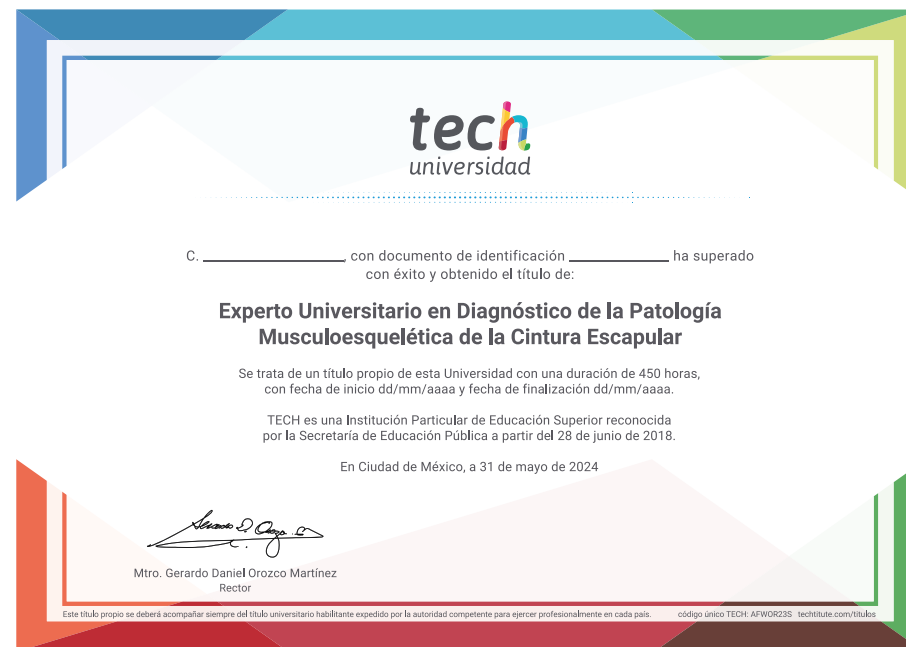 tech
universidad
C. ____________, con documento de identificación ____________ ha superado
con éxito y obtenido el título de:
Experto Universitario en Diagnóstico de la Patología
Musculoesquelética de la Cintura Escapular
Se trata de un título propio de esta Universidad con una duración de 450 horas,
con fecha de inicio dd/mm/aaaa y fecha de finalización dd/mm/aaaa.
TECH es una Institución Particular de Educación Superior reconocida
por la Secretaría de Educación Pública a partir del 28 de junio de 2018.
En Ciudad de México, a 31 de mayo de 2024
Mtro. Gerardo Daniel Orozco Martínez
Rector
Este título propio se deberá acompañar siempre del título universitario habilitante expedido por la autoridad competente para ejercer profesionalmente en cada país. código único TECH: AFWOR23S techtitute.com/títulos